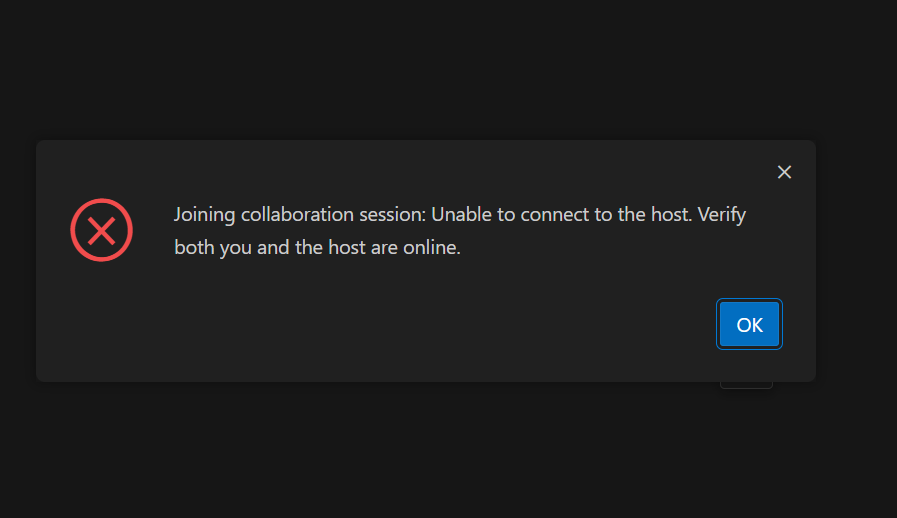 Joining collaboration session: Unable to connect to the host. Verify
both you and the host are online.
OK